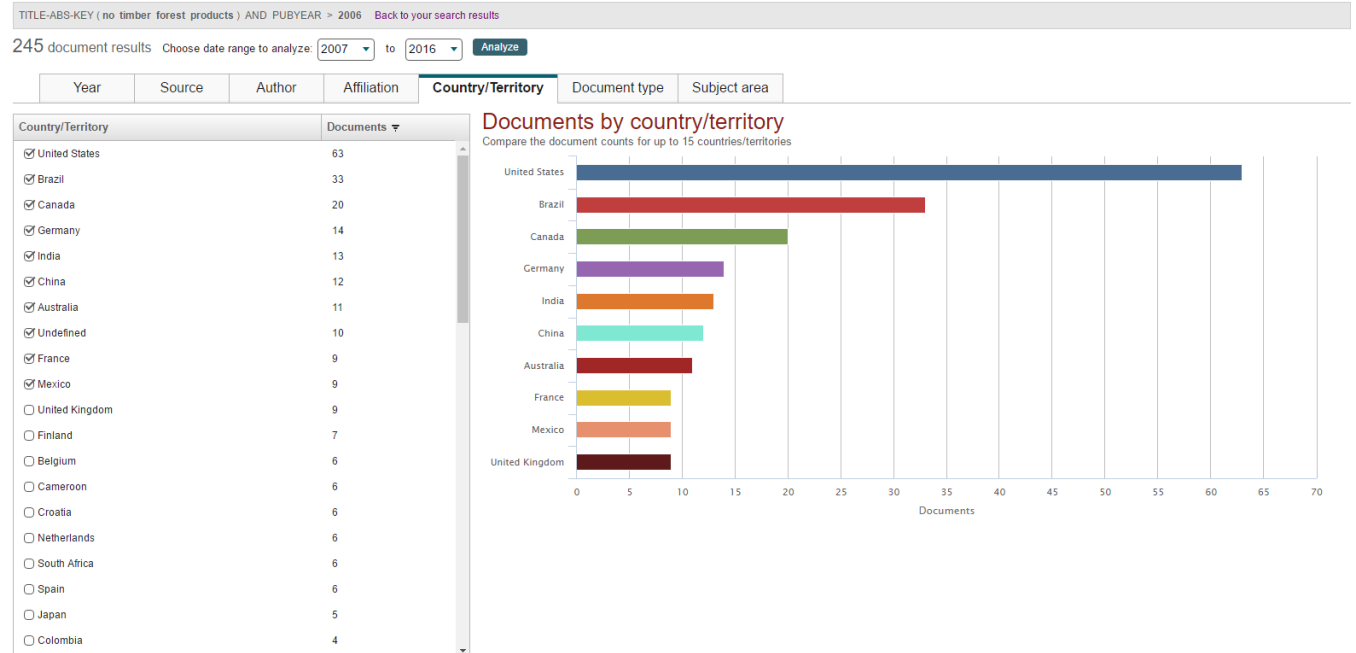 TITLE-ABS-KEY ( no timber forest products ) AND PUBYEAR > 2006 Back to your search results
245 document results Choose date range to analyze: 2007 to 2016 Analyze
Year Source Author Affiliation Country/Territory Document type Subject area
Country/Territory Documents
United States 63
Brazil 33
Canada 20
Germany 14
India 13
China 12
Australia 11
Undefined 10
France 9
Mexico 9
United Kingdom 9
Finland 7
Belgium 6
Cameroon 6
Croatia 6
Netherlands 6
South Africa 6
Spain 6
Japan 5
Colombia 4
Documents by country/territory
Compare the document counts for up to 15 countries/territories
United States
Brazil
Canada
Germany
India
China
Australia
France
Mexico
United Kingdom
0 5 10 15 20 25 30 35 40 45 50 55 60 65 70
Documents